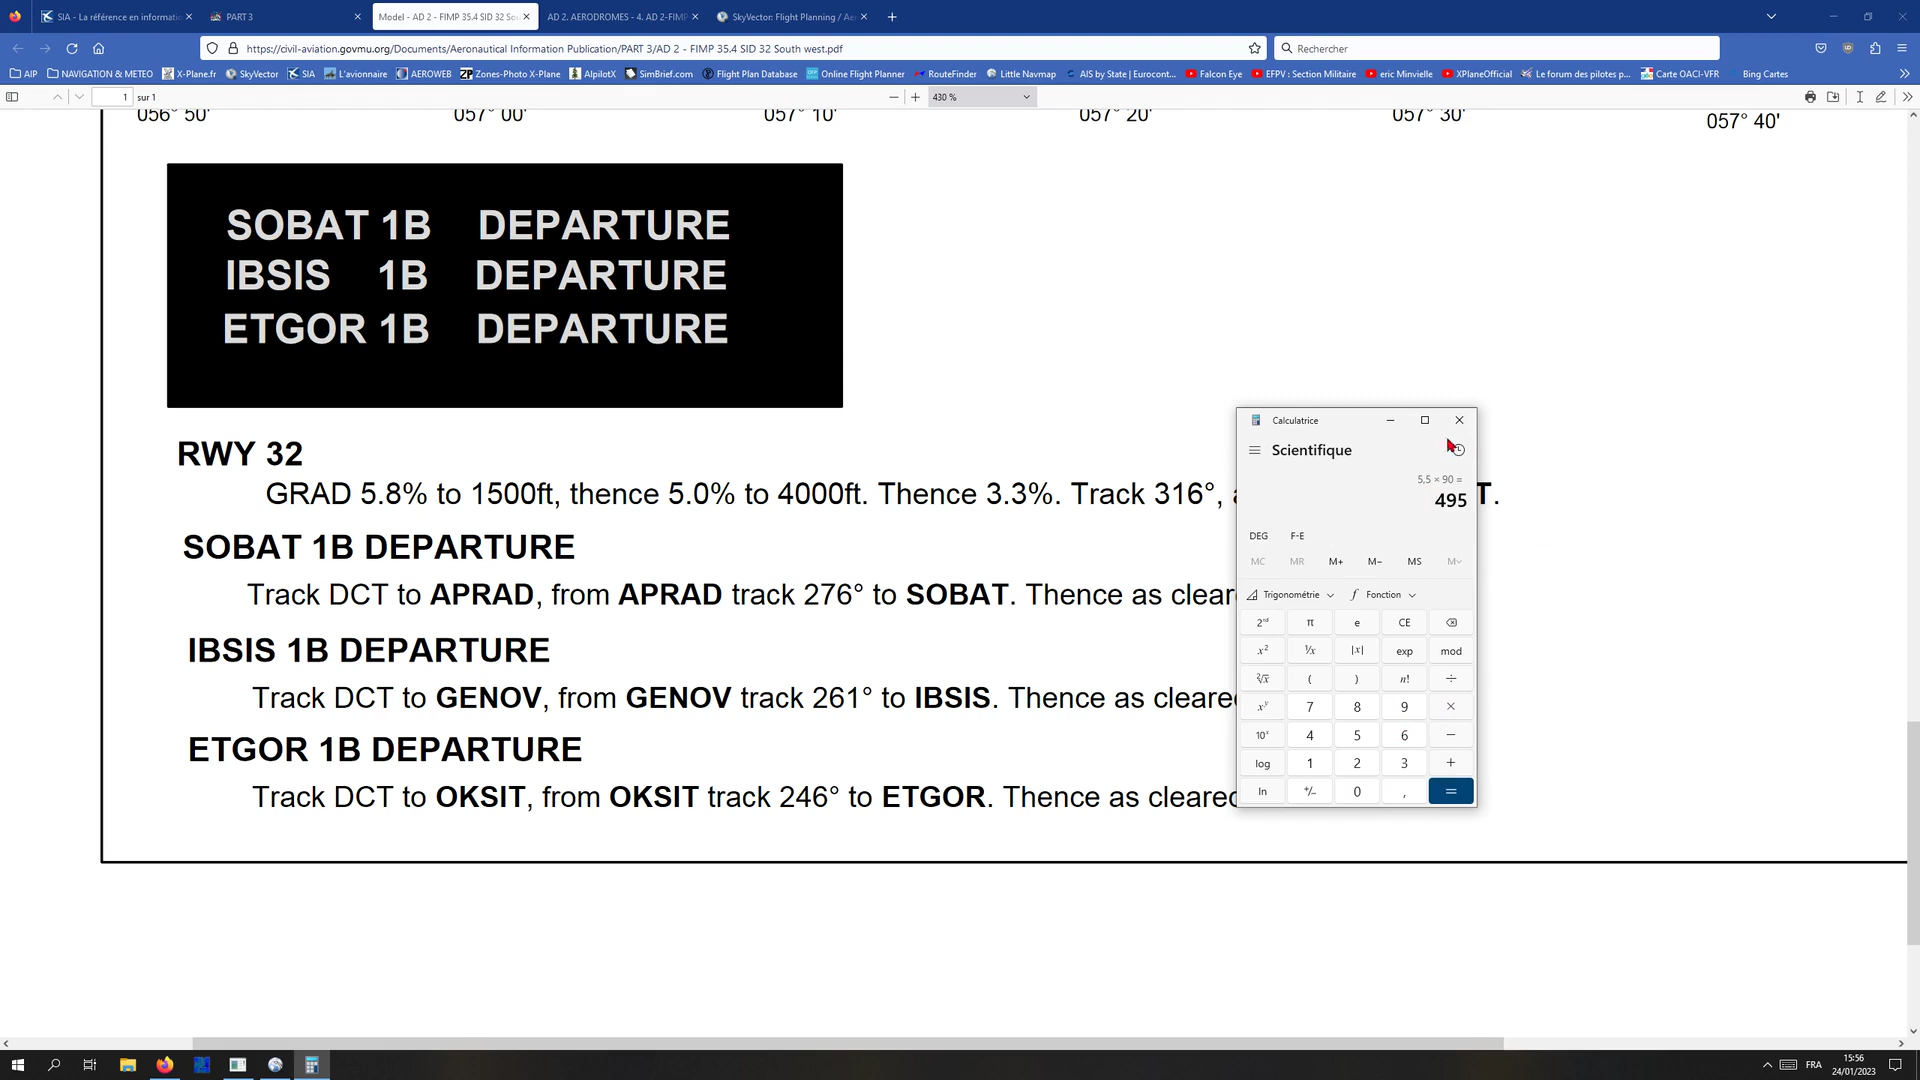 SIA - La référence en informati
PART 3
Model - AD 2 - FIMP 35.4 SID 32 Sou
AD 2. AERODROMES - 4. AD 2-FIMP
SkyVector: Flight Planning / Ae
https://civil-aviation.govmu.org/Documents/Aeronautical Information Publication/PART 3/AD 2 - FIMP 35.4 SID 32 South west.pdf
Rechercher
AIP
NAVIGATION & METEO
X-Plane.fr
SkyVector
SIA
L'avionnaire
AEROWEB
Zones-Photo X-Plane
AlpilotX
SimBrief.com
Flight Plan Database
Online Flight Planner
RouteFinder
Little Navmap
AIS by State | Eurocont...
Falcon Eye
EFPV : Section Militaire
eric Minvielle
XPlaneOfficial
Le forum des pilotes p...
Carte OACI-VFR
Bing Cartes
1 sur 1
430 %
056° 50' 057° 00' 057° 10' 057° 20' 057° 30' 057° 40'
SOBAT 1B DEPARTURE
IBSIS 1B DEPARTURE
ETGOR 1B DEPARTURE
RWY 32
GRAD 5.8% to 1500ft, thence 5.0% to 4000ft. Thence 3.3%. Track 316°,
SOBAT 1B DEPARTURE
Track DCT to APRAD, from APRAD track 276° to SOBAT. Thence as clear
IBSIS 1B DEPARTURE
Track DCT to GENOV, from GENOV track 261° to IBSIS. Thence as cleared
ETGOR 1B DEPARTURE
Track DCT to OKSIT, from OKSIT track 246° to ETGOR. Thence as cleared
Calculatrice
Scientifique
5,5 × 90 =
495
DEG F-E
MC MR M+ M− MS M
Trigonométrie Fonction
2nd π e CE
x² ¹/x |x| exp mod
²√x ( ) n! ÷
xʸ 7 8 9 ×
10ˣ 4 5 6 −
log 1 2 3 +
ln +/− 0 , =
FRA
15:56
24/01/2023